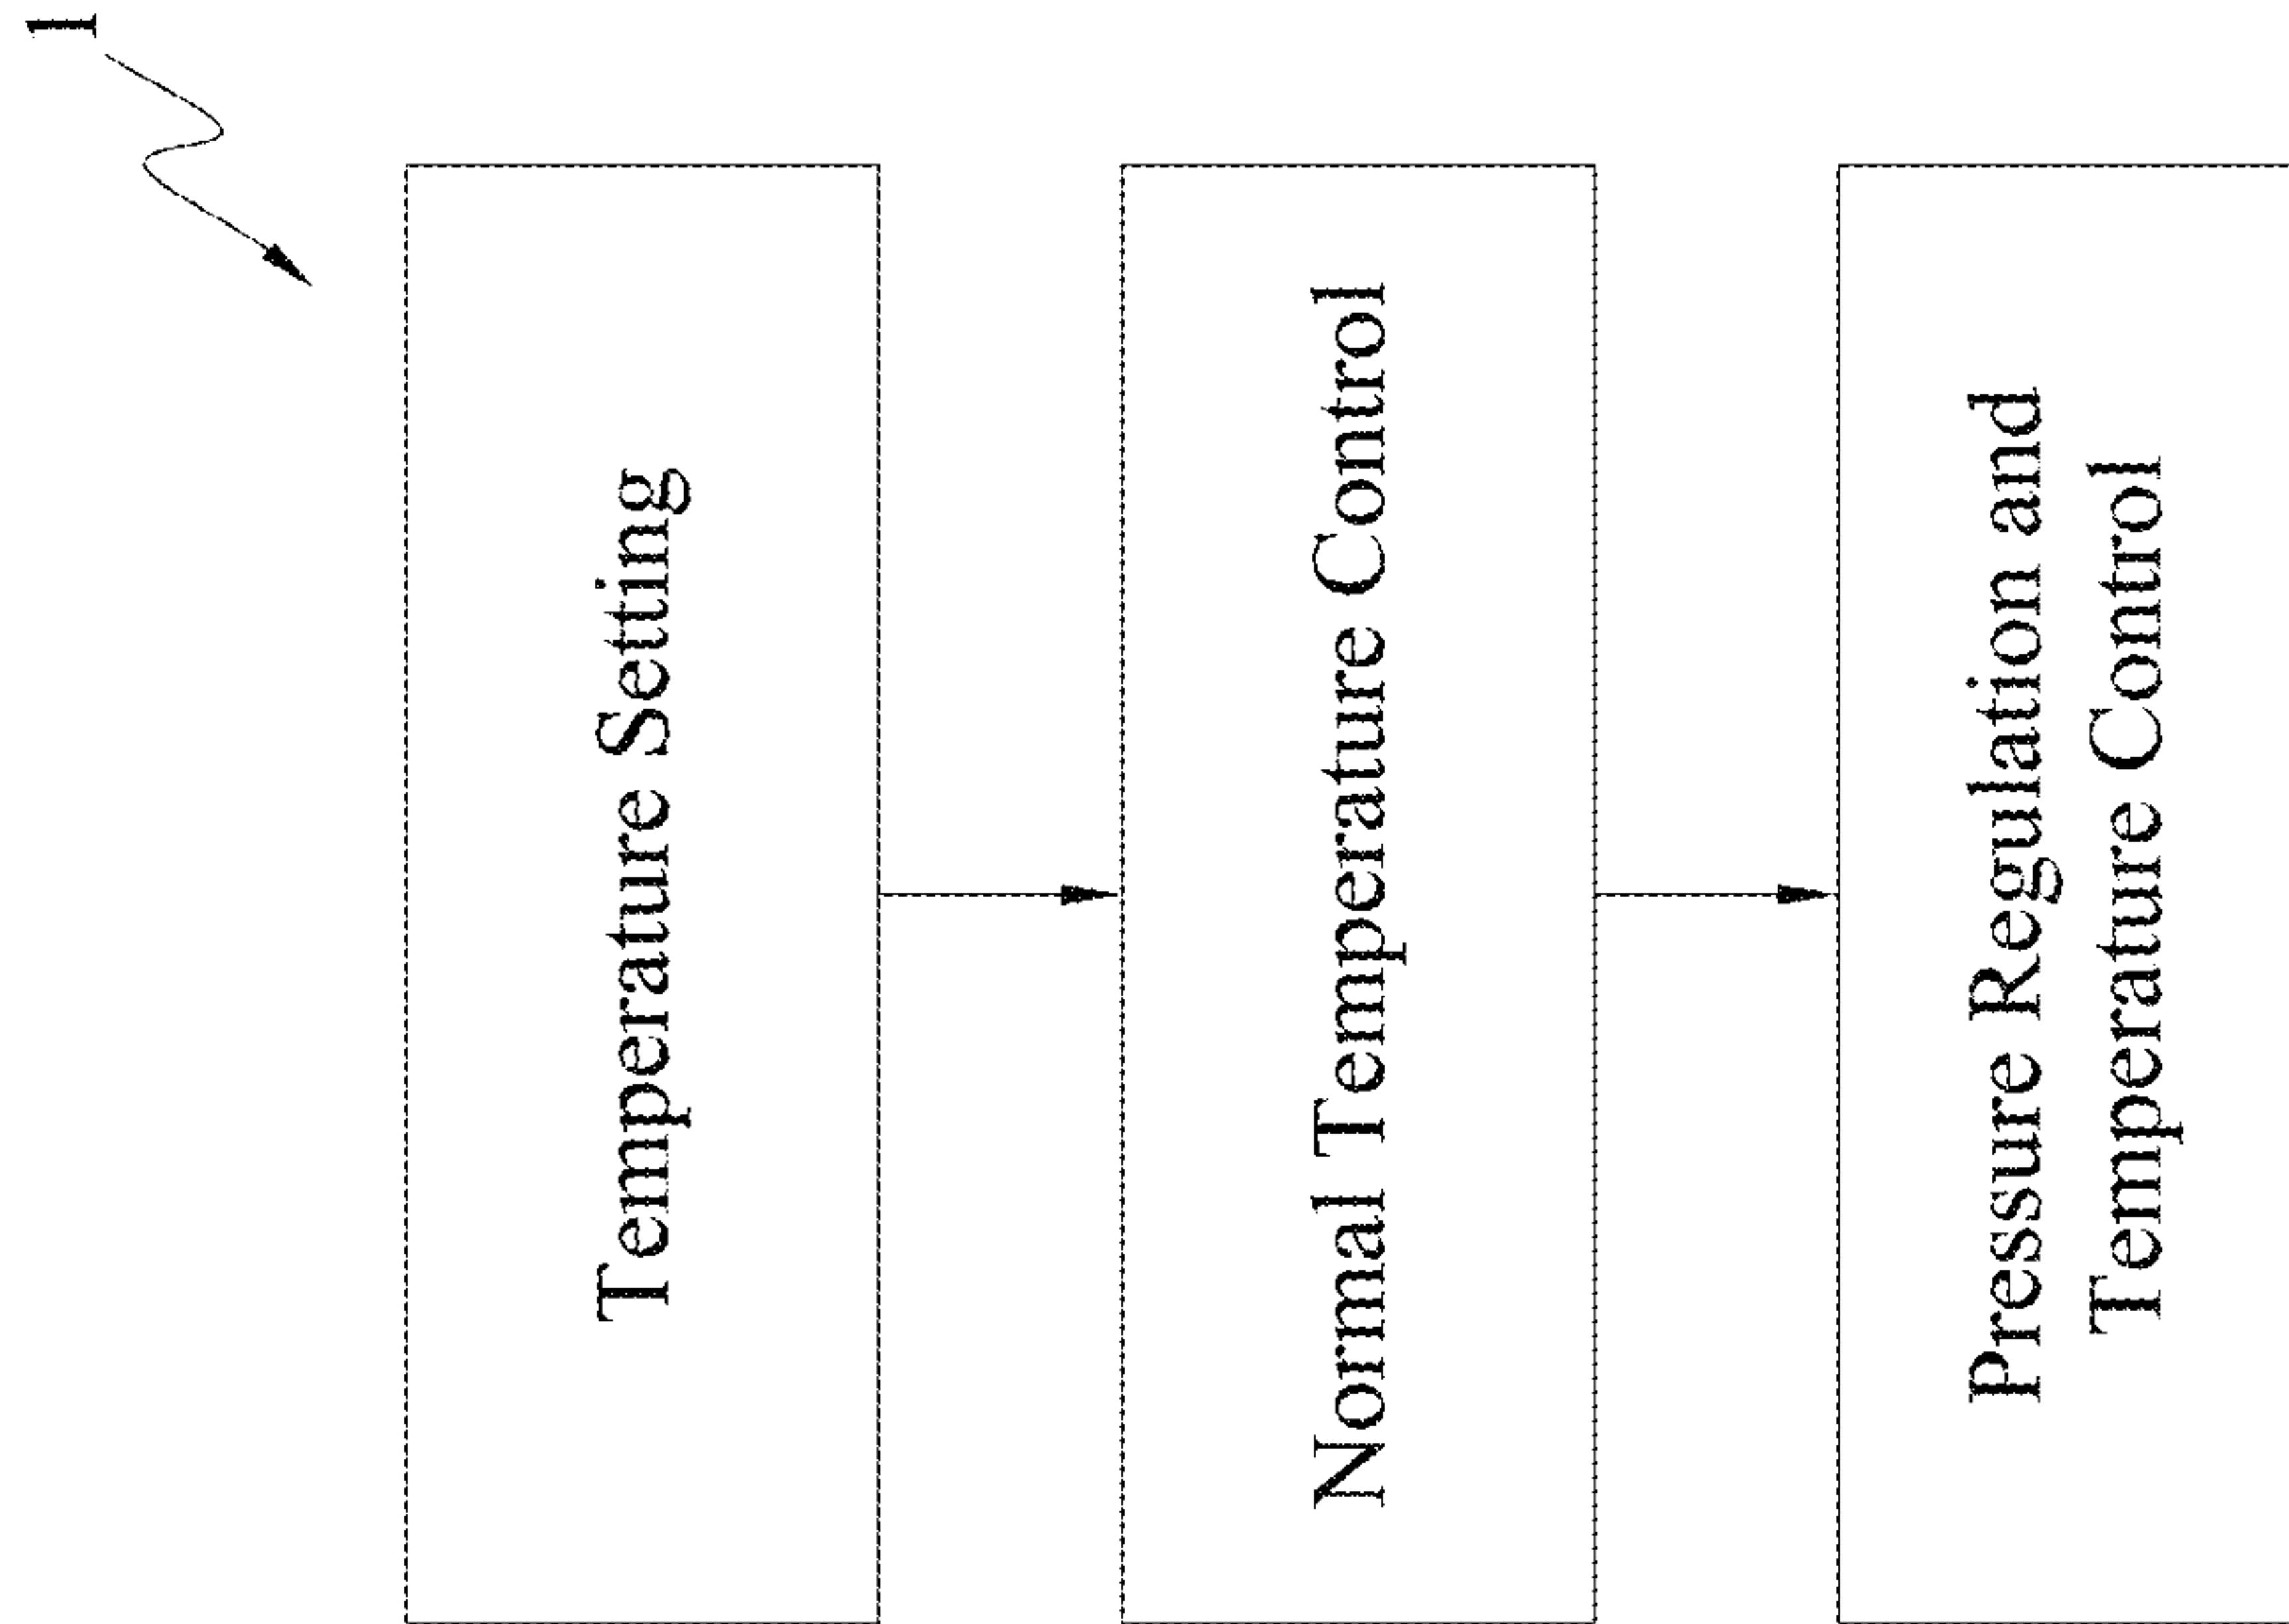 1
Temperature Setting
Normal Temperature Control
Pressure Regulation and
Temperature Control